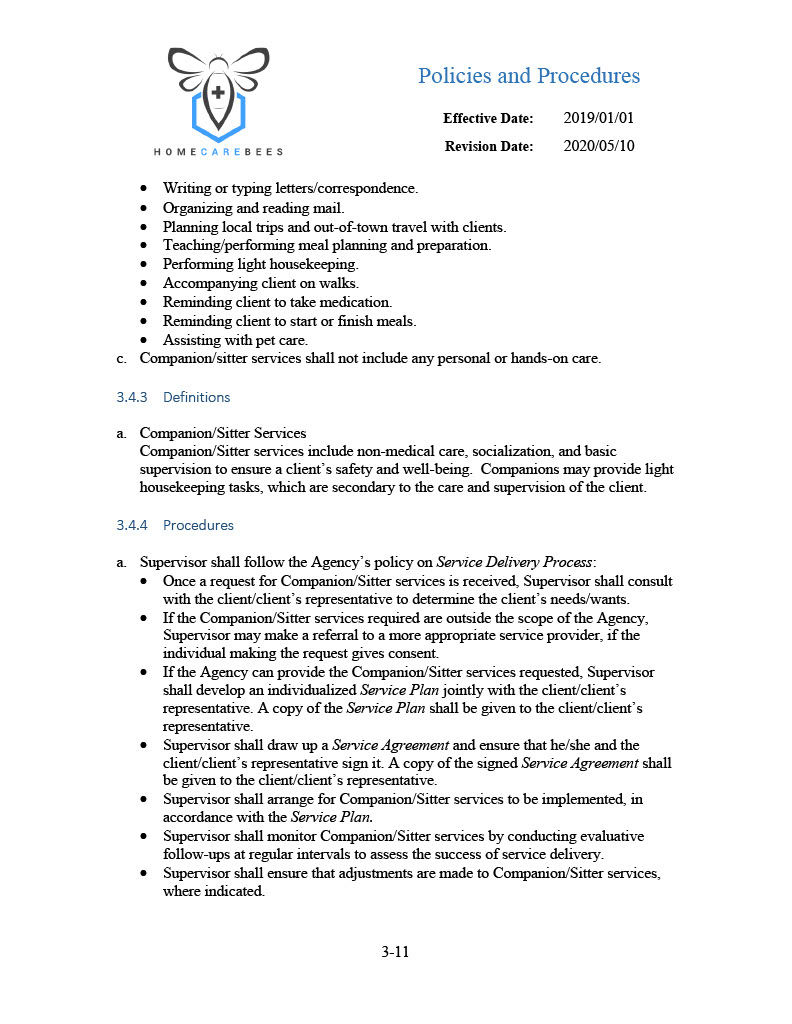 Policies and Procedures
Effective Date: 2019/01/01
Revision Date: 2020/05/10
HOMECAREBEES
• Writing or typing letters/correspondence.
• Organizing and reading mail.
• Planning local trips and out-of-town travel with clients.
• Teaching/performing meal planning and preparation.
• Performing light housekeeping.
• Accompanying client on walks.
• Reminding client to take medication.
• Reminding client to start or finish meals.
• Assisting with pet care.
c. Companion/sitter services shall not include any personal or hands-on care.
3.4.3 Definitions
a. Companion/Sitter Services
Companion/Sitter services include non-medical care, socialization, and basic
supervision to ensure a client’s safety and well-being.  Companions may provide light
housekeeping tasks, which are secondary to the care and supervision of the client.
3.4.4 Procedures
a. Supervisor shall follow the Agency’s policy on Service Delivery Process:
• Once a request for Companion/Sitter services is received, Supervisor shall consult
with the client/client’s representative to determine the client’s needs/wants.
• If the Companion/Sitter services required are outside the scope of the Agency,
Supervisor may make a referral to a more appropriate service provider, if the
individual making the request gives consent.
• If the Agency can provide the Companion/Sitter services requested, Supervisor
shall develop an individualized Service Plan jointly with the client/client’s
representative. A copy of the Service Plan shall be given to the client/client’s
representative.
• Supervisor shall draw up a Service Agreement and ensure that he/she and the
client/client’s representative sign it. A copy of the signed Service Agreement shall
be given to the client/client’s representative.
• Supervisor shall arrange for Companion/Sitter services to be implemented, in
accordance with the Service Plan.
• Supervisor shall monitor Companion/Sitter services by conducting evaluative
follow-ups at regular intervals to assess the success of service delivery.
• Supervisor shall ensure that adjustments are made to Companion/Sitter services,
where indicated.
3-11